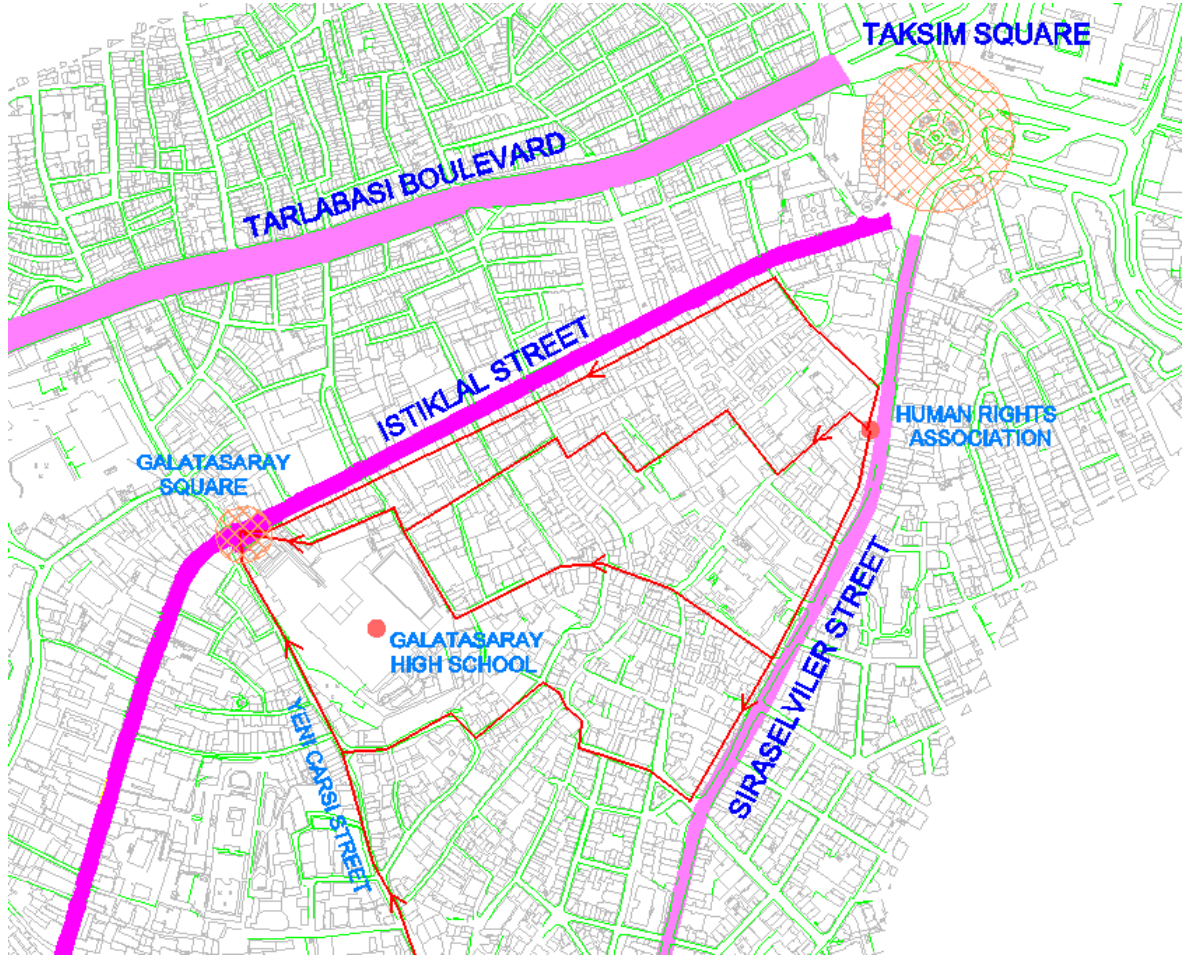 TAKSIM SQUARE
TARLABASI BOULEVARD
ISTIKLAL STREET
HUMAN RIGHTS
ASSOCIATION
GALATASARAY
SQUARE
SIRASELVILER STREET
GALATASARAY
HIGH SCHOOL
YENI CARSI STREET